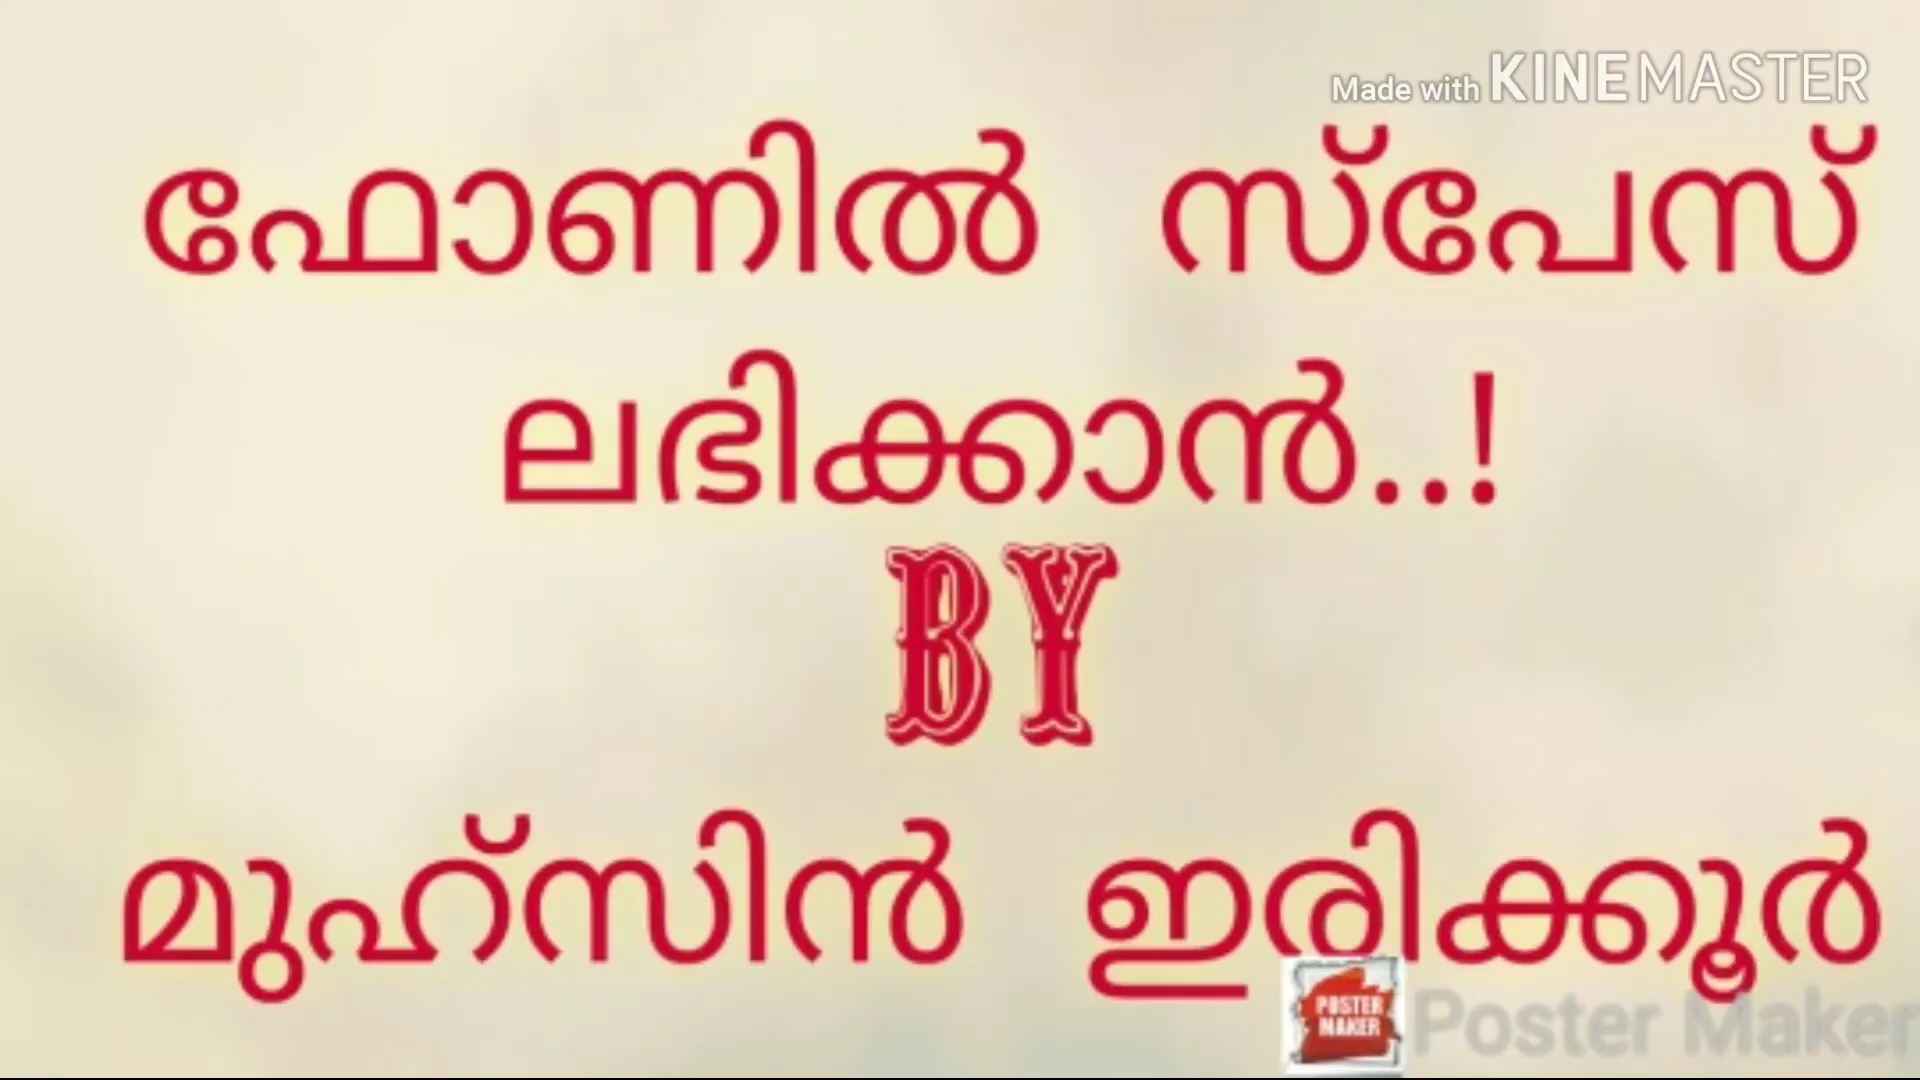 Made with KINEMASTER
ഫോണിൽ സ്പേസ്
ലഭിക്കാൻ..!
BY
മുഹ്സിൻ ഇരിക്കൂർ
POSTER
MAKER
Poster Maker